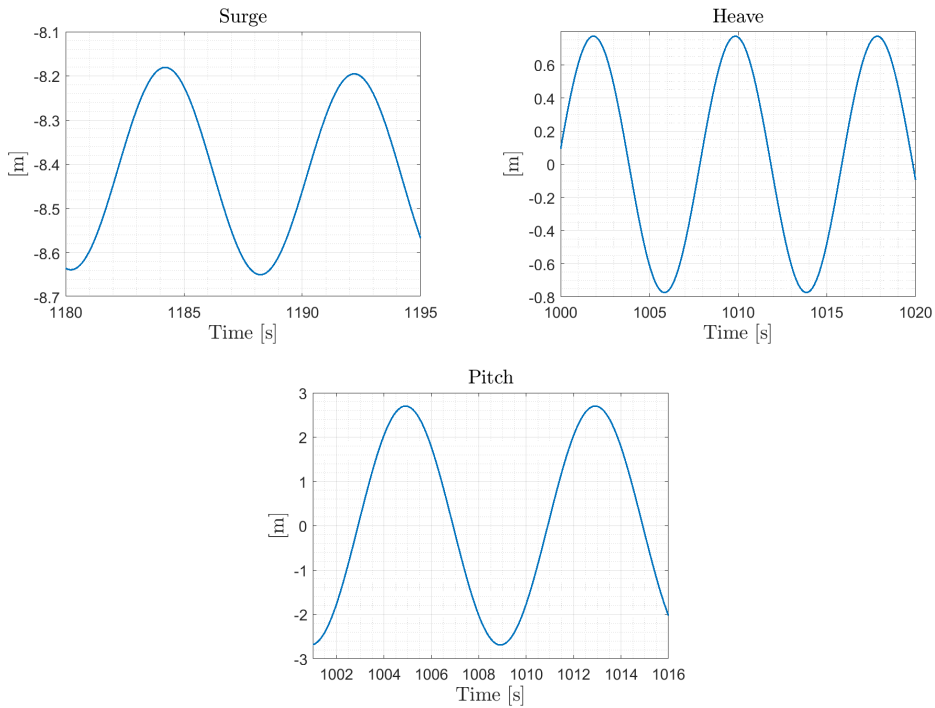 Surge
[m]
-8.1
-8.2
-8.3
-8.4
-8.5
-8.6
-8.7
1180 1185 1190 1195
Time [s]
Heave
[m]
0.6
0.4
0.2
0
-0.2
-0.4
-0.6
-0.8
1000 1005 1010 1015 1020
Time [s]
Pitch
[m]
3
2
1
0
-1
-2
-3
1002 1004 1006 1008 1010 1012 1014 1016
Time [s]